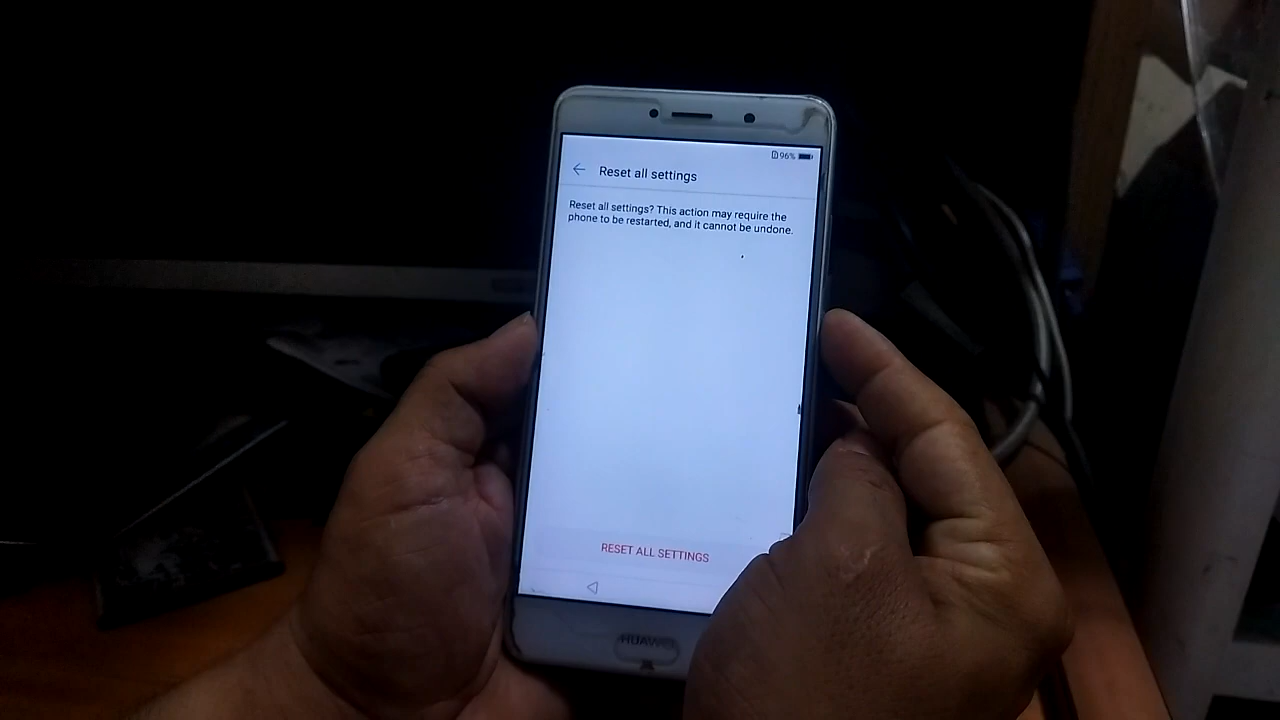 96%
Reset all settings
Reset all settings? This action may require the
phone to be restarted, and it cannot be undone.
RESET ALL SETTINGS
HUAWEI